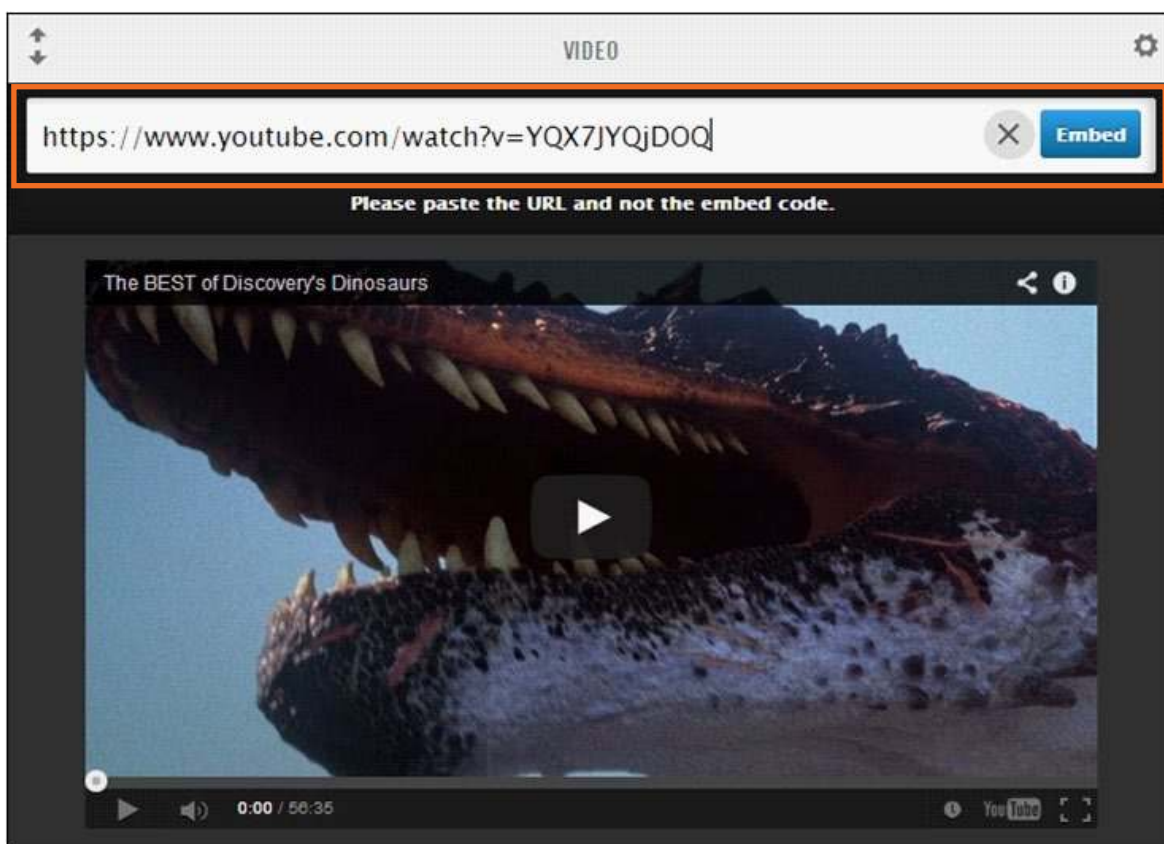 VIDEO
https://www.youtube.com/watch?v=YQX7JYQjDOQ
Embed
Please paste the URL and not the embed code.
The BEST of Discovery's Dinosaurs
0:00 / 56:35
YouTube